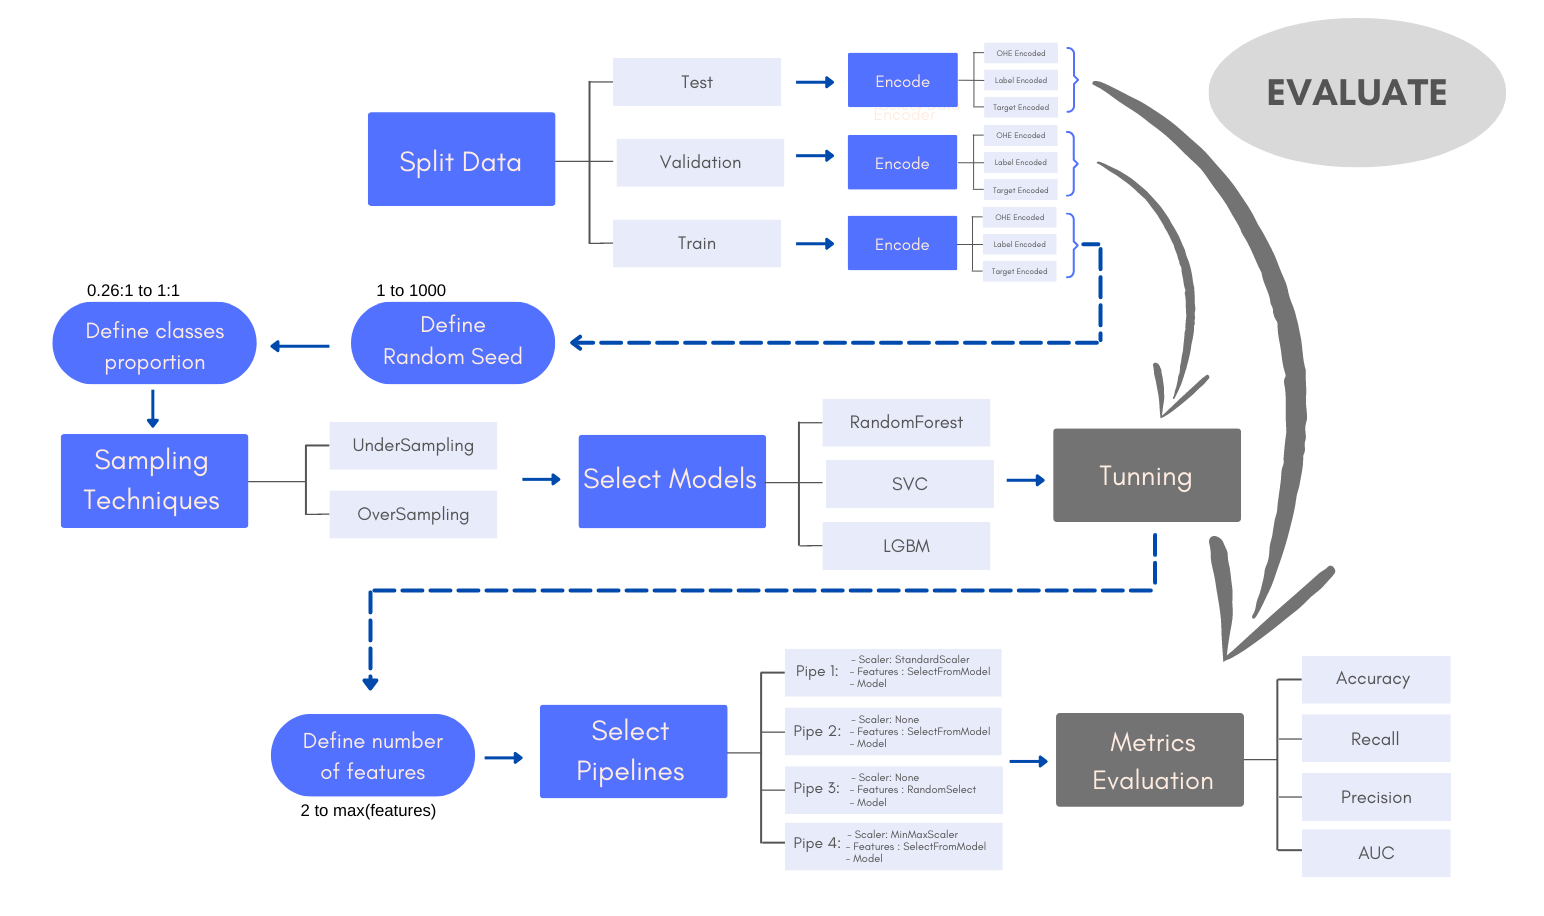 EVALUATE
Split Data
Test
Encode
Encoder
OHE Encoded
Label Encoded
Target Encoded
Validation
Encode
OHE Encoded
Label Encoded
Target Encoded
Train
Encode
OHE Encoded
Label Encoded
Target Encoded
1 to 1000
Define
Random Seed
0.26:1 to 1:1
Define classes
proportion
Sampling
Techniques
UnderSampling
OverSampling
Select Models
RandomForest
SVC
LGBM
Tunning
Define number
of features
2 to max(features)
Select
Pipelines
Pipe 1:
- Scaler: StandardScaler
- Features : SelectFromModel
- Model
Pipe 2:
- Scaler: None
- Features : SelectFromModel
- Model
Pipe 3:
- Scaler: None
- Features : RandomSelect
- Model
Pipe 4:
- Scaler: MinMaxScaler
- Features : SelectFromModel
- Model
Metrics
Evaluation
Accuracy
Recall
Precision
AUC